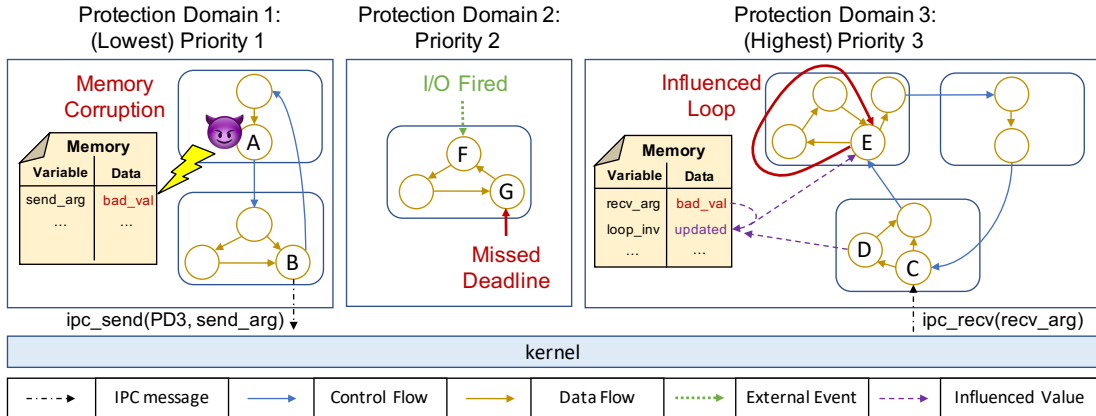 Protection Domain 1:
(Lowest) Priority 1
Protection Domain 2:
Priority 2
Protection Domain 3:
(Highest) Priority 3
Memory
Corruption
Memory
Variable Data
send_arg bad_val
... ...
A
B
I/O Fired
F
G
Missed
Deadline
Influenced
Loop
Memory
Variable Data
recv_arg bad_val
loop_inv updated
... ...
E
D
C
ipc_send(PD3, send_arg)
ipc_recv(recv_arg)
kernel
IPC message
Control Flow
Data Flow
External Event
Influenced Value